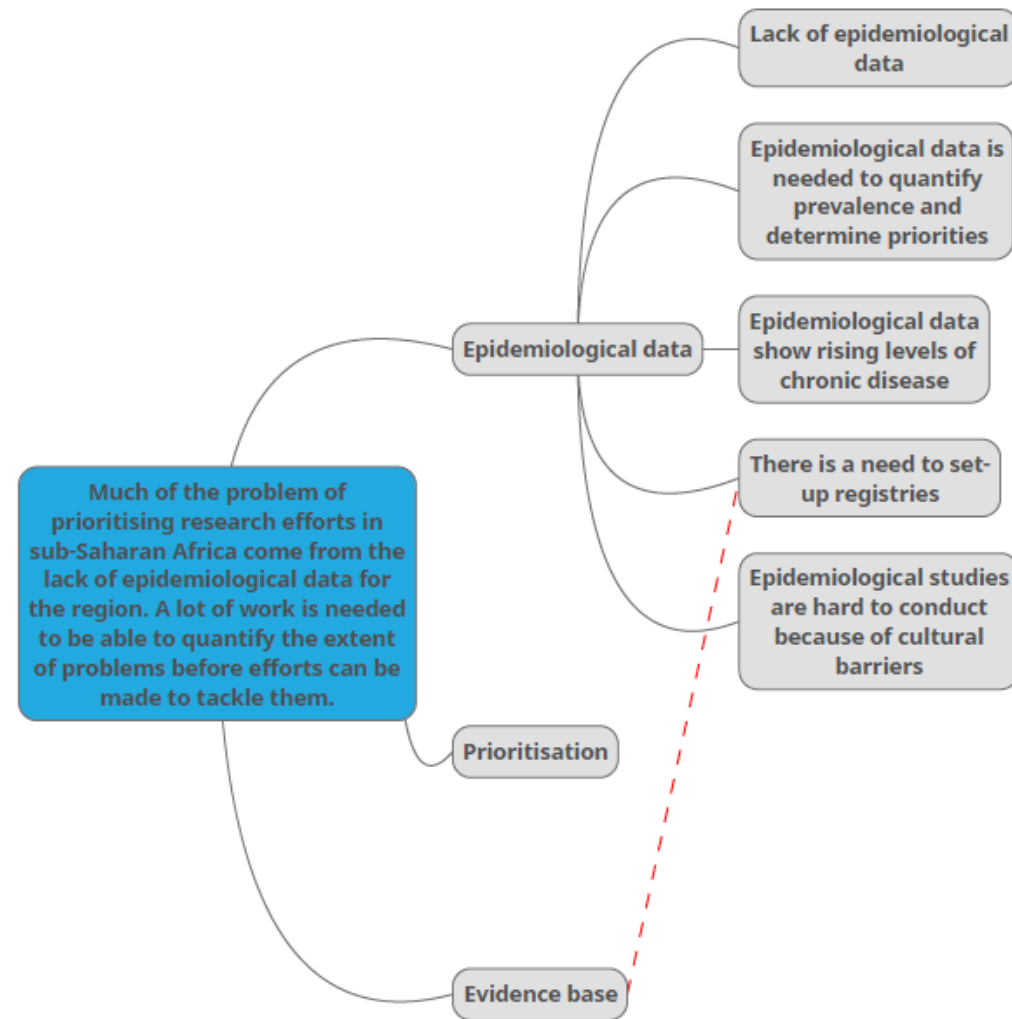 Lack of epidemiological
data
Epidemiological data is
needed to quantify
prevalence and
determine priorities
Epidemiological data
show rising levels of
chronic disease
There is a need to set-
up registries
Epidemiological studies
are hard to conduct
because of cultural
barriers
Epidemiological data
Much of the problem of
prioritising research efforts in
sub-Saharan Africa come from the
lack of epidemiological data for
the region. A lot of work is needed
to be able to quantify the extent
of problems before efforts can be
made to tackle them.
Prioritisation
Evidence base